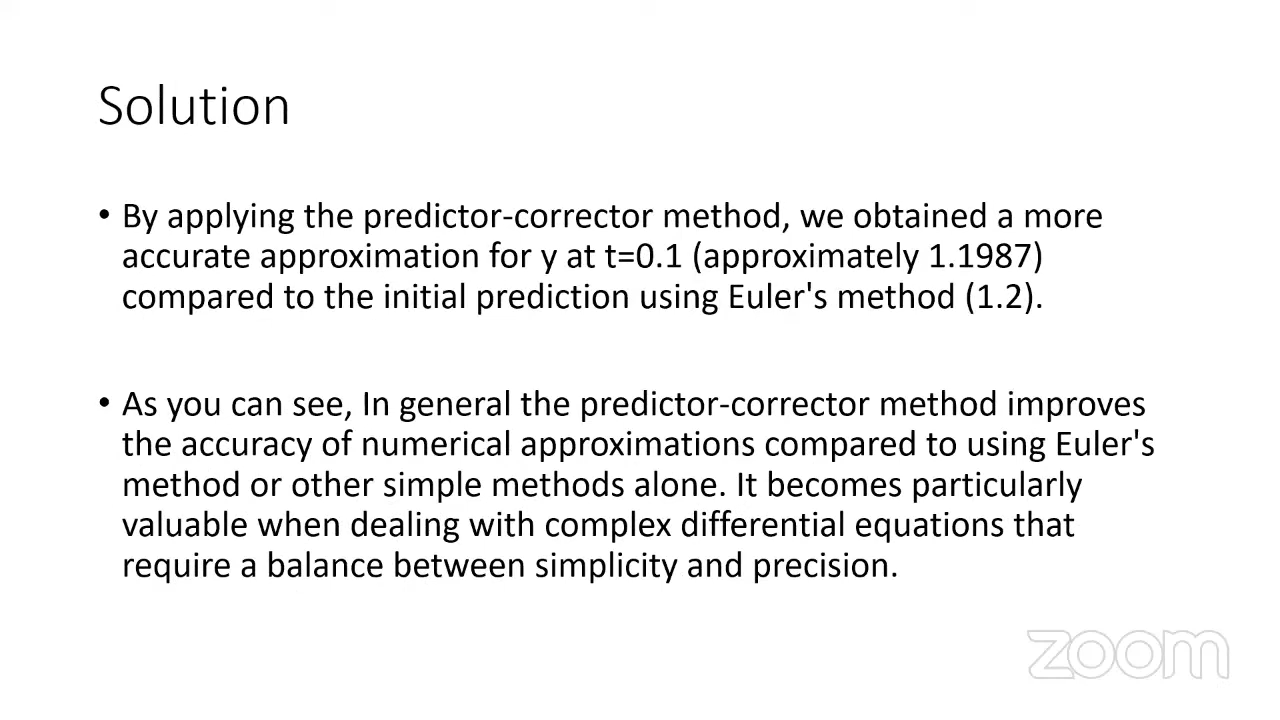 Solution
• By applying the predictor-corrector method, we obtained a more
accurate approximation for y at t=0.1 (approximately 1.1987)
compared to the initial prediction using Euler's method (1.2).
• As you can see, In general the predictor-corrector method improves
the accuracy of numerical approximations compared to using Euler's
method or other simple methods alone. It becomes particularly
valuable when dealing with complex differential equations that
require a balance between simplicity and precision.
zoom